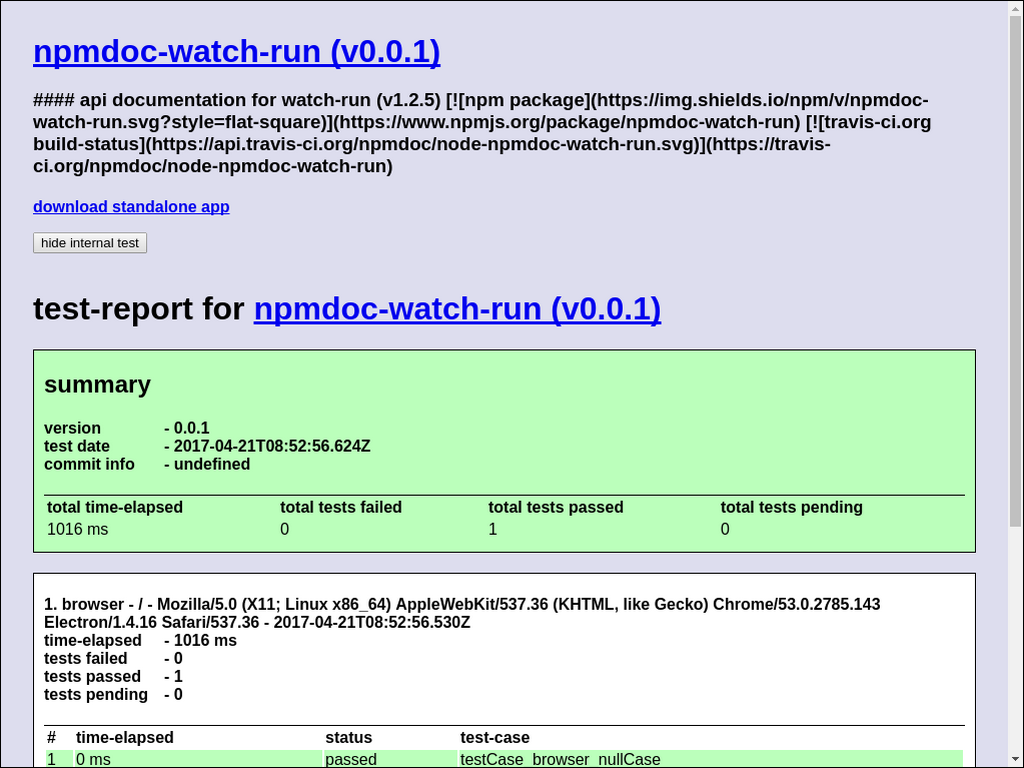 npmdoc-watch-run (v0.0.1)
#### api documentation for watch-run (v1.2.5) [![npm package](https://img.shields.io/npm/v/npmdoc-
watch-run.svg?style=flat-square)](https://www.npmjs.org/package/npmdoc-watch-run) [![travis-ci.org
build-status](https://api.travis-ci.org/npmdoc/node-npmdoc-watch-run.svg)](https://travis-
ci.org/npmdoc/node-npmdoc-watch-run)
download standalone app
hide internal test
test-report for npmdoc-watch-run (v0.0.1)
summary
version - 0.0.1
test date - 2017-04-21T08:52:56.624Z
commit info - undefined
total time-elapsed total tests failed total tests passed total tests pending
1016 ms 0 1 0
1. browser - / - Mozilla/5.0 (X11; Linux x86_64) AppleWebKit/537.36 (KHTML, like Gecko) Chrome/53.0.2785.143
Electron/1.4.16 Safari/537.36 - 2017-04-21T08:52:56.530Z
time-elapsed - 1016 ms
tests failed - 0
tests passed - 1
tests pending - 0
# time-elapsed status test-case
1 0 ms passed testCase_browser_nullCase